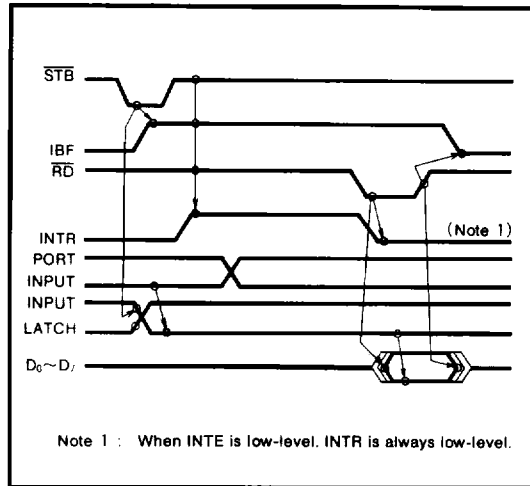 STB
IBF
RD
(Note 1)
INTR
PORT
INPUT
INPUT
LATCH
D₀～D₇
Note 1 : When INTE is low-level. INTR is always low-level.